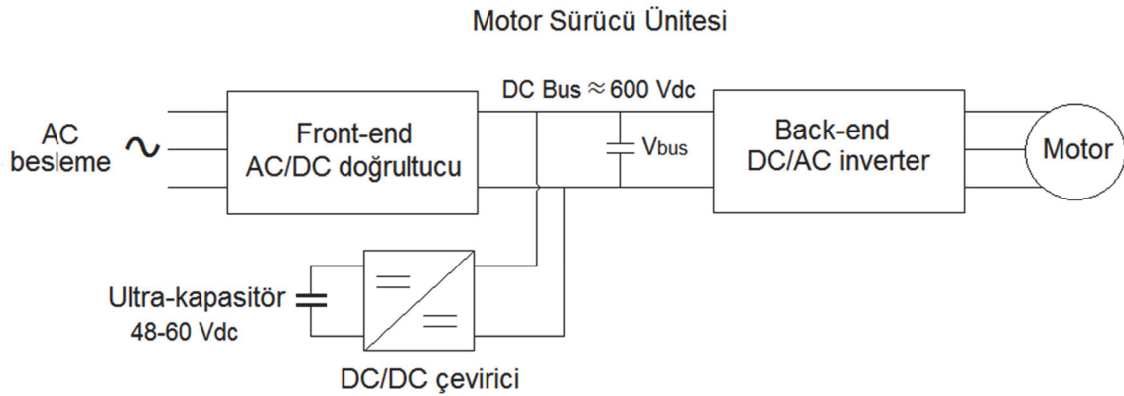 Motor Sürücü Ünitesi
DC Bus ≈ 600 Vdc
AC
besleme
Front-end
AC/DC doğrultucu
Vbus
Back-end
DC/AC inverter
Motor
Ultra-kapasitör
48-60 Vdc
DC/DC çevirici